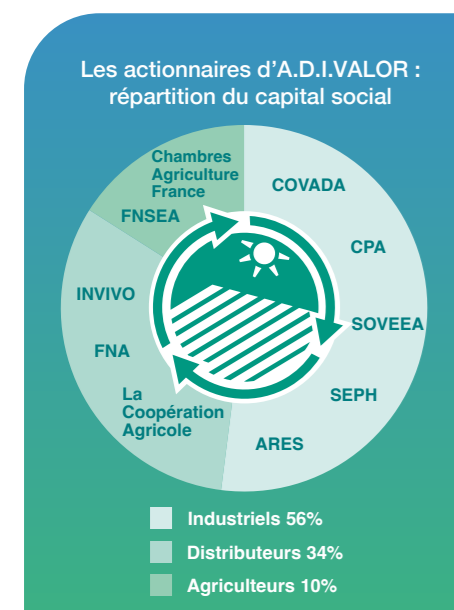 Les actionnaires d'A.D.I.VALOR :
répartition du capital social
Chambres
Agriculture
France
FNSEA
COVADA
CPA
SOVEEA
SEPH
ARES
INVIVO
FNA
La
Coopération
Agricole
Industriels 56%
Distributeurs 34%
Agriculteurs 10%